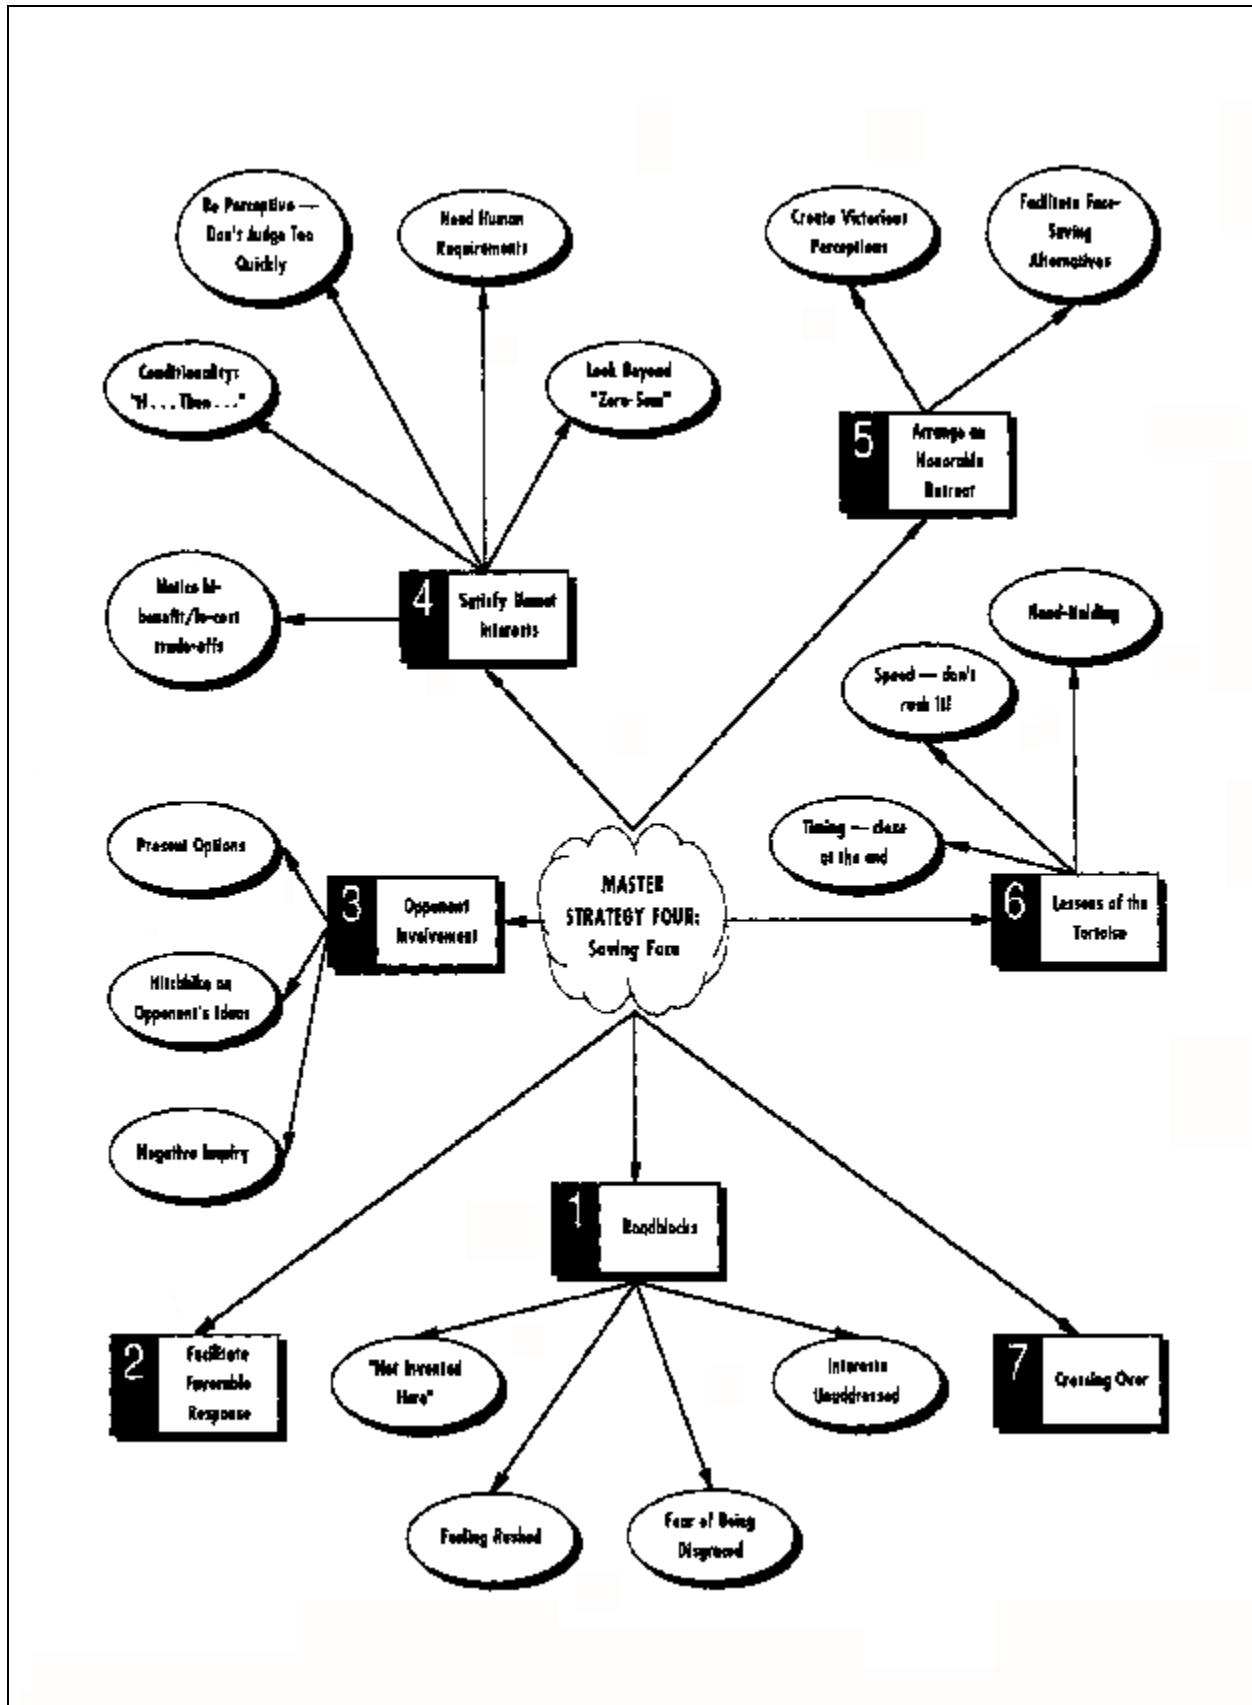 Be Perceptive —
Don's Judge Too
Quickly
Heed Human
Requirements
Create Victorious
Perceptions
Facilitate Face-
Saving
Alternatives
Conditionality:
"If . . . Then . . ."
Look Beyond
"Zero-Sum"
5
Arrange an
Honorable
Retreat
Notice hi-
benefit/lo-cost
trade-offs
4
Satisfy Unmet
Interests
Hand-Holding
Speed — don't
rush it!
Timing — close
at the end
Present Options
3
Opponent
Involvement
MASTER
STRATEGY FOUR:
Saving Face
6
Lessons of the
Tortoise
Hitchhike on
Opponent's Ideas
Negative Inquiry
1
Roadblocks
2
Facilitate
Favorable
Response
"Not Invented
Here"
Interests
Unaddressed
7
Crossing Over
Feeling Rushed
Fear of Being
Disgraced